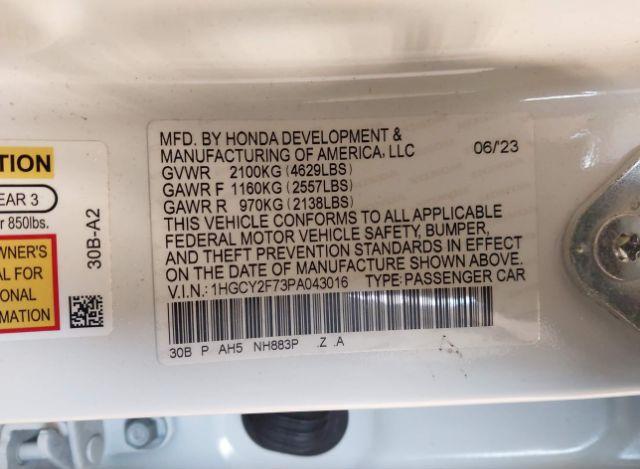 TION
EAR 3
r 850lbs.
WNER'S
AL FOR
ONAL
RMATION
30B-A2
MFD. BY HONDA DEVELOPMENT &
MANUFACTURING OF AMERICA, LLC 06/'23
GVWR 2100KG (4629LBS)
GAWR F 1160KG (2557LBS)
GAWR R 970KG (2138LBS)
THIS VEHICLE CONFORMS TO ALL APPLICABLE
FEDERAL MOTOR VEHICLE SAFETY, BUMPER,
AND THEFT PREVENTION STANDARDS IN EFFECT
ON THE DATE OF MANUFACTURE SHOWN ABOVE.
V.I.N.: 1HGCY2F73PA043016 TYPE: PASSENGER CAR
30B P AH5 NH883P .Z .A